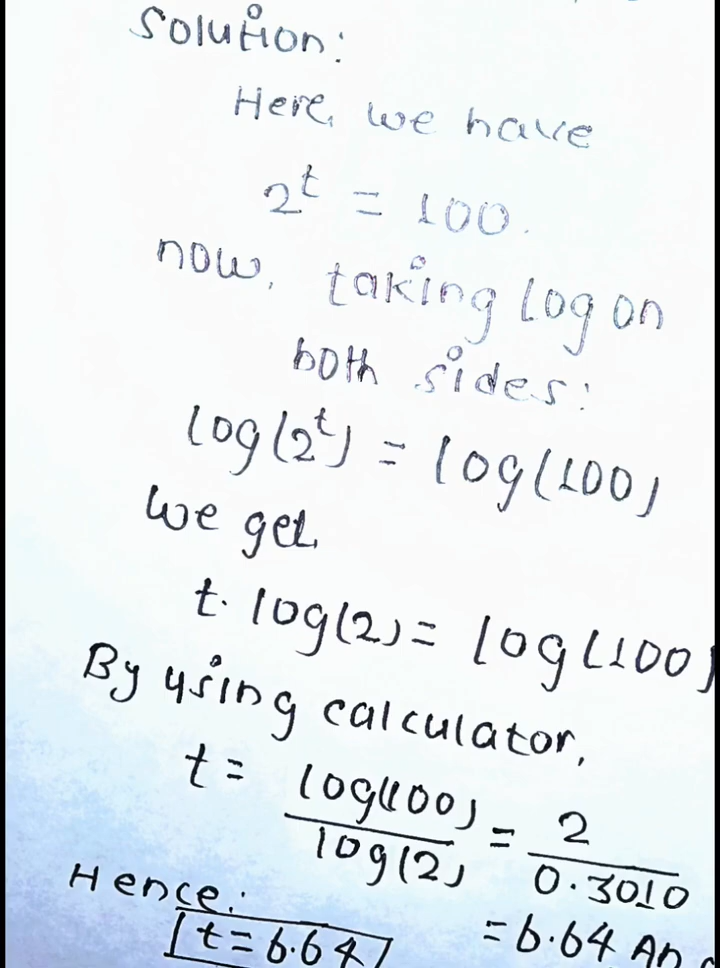 Solution:
Here, we have
2^t = 100.
now, taking log on
both sides:
log(2^t) = log(100)
we get,
t. log(2) = log(100)
By using calculator,
t = log(100)/log(2) = 2/0.3010
= 6.64
Hence:
t = 6.64